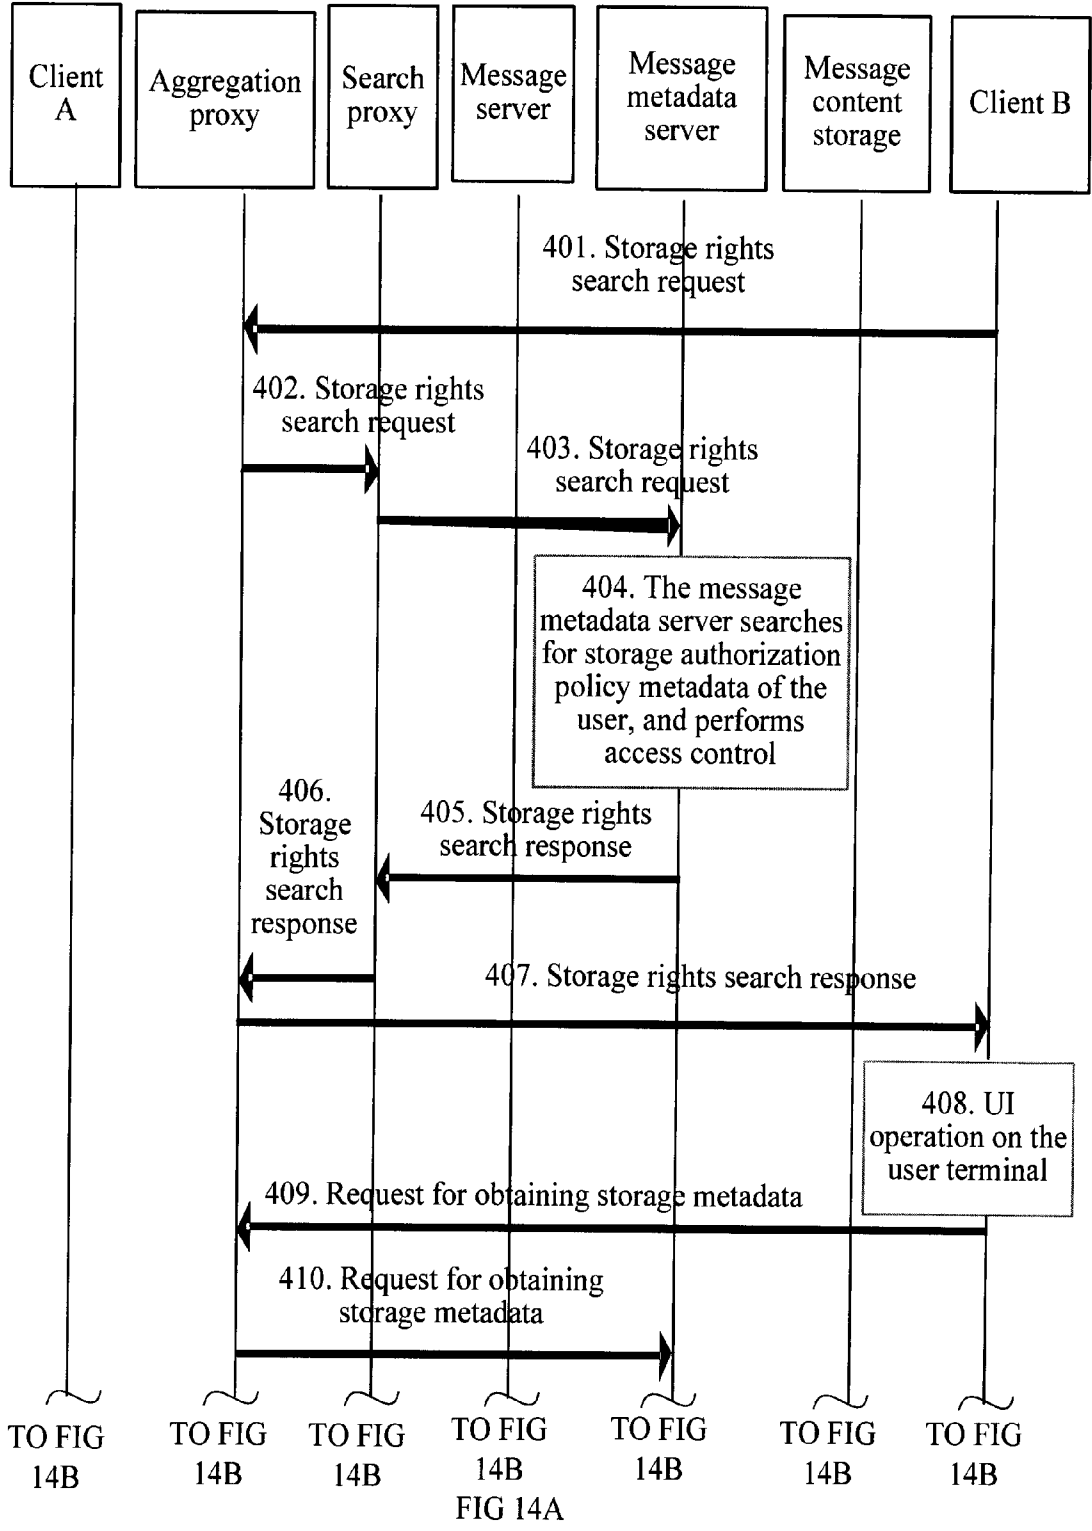 Client
A
Aggregation
proxy
Search
proxy
Message
server
Message
metadata
server
Message
content
storage
Client B
401. Storage rights
search request
402. Storage rights
search request
403. Storage rights
search request
404. The message
metadata server searches
for storage authorization
policy metadata of the
user, and performs
access control
405. Storage rights
search response
406.
Storage
rights
search
response
407. Storage rights search response
408. UI
operation on the
user terminal
409. Request for obtaining storage metadata
410. Request for obtaining
storage metadata
TO FIG
14B
TO FIG
14B
TO FIG
14B
TO FIG
14B
TO FIG
14B
TO FIG
14B
TO FIG
14B
FIG 14A